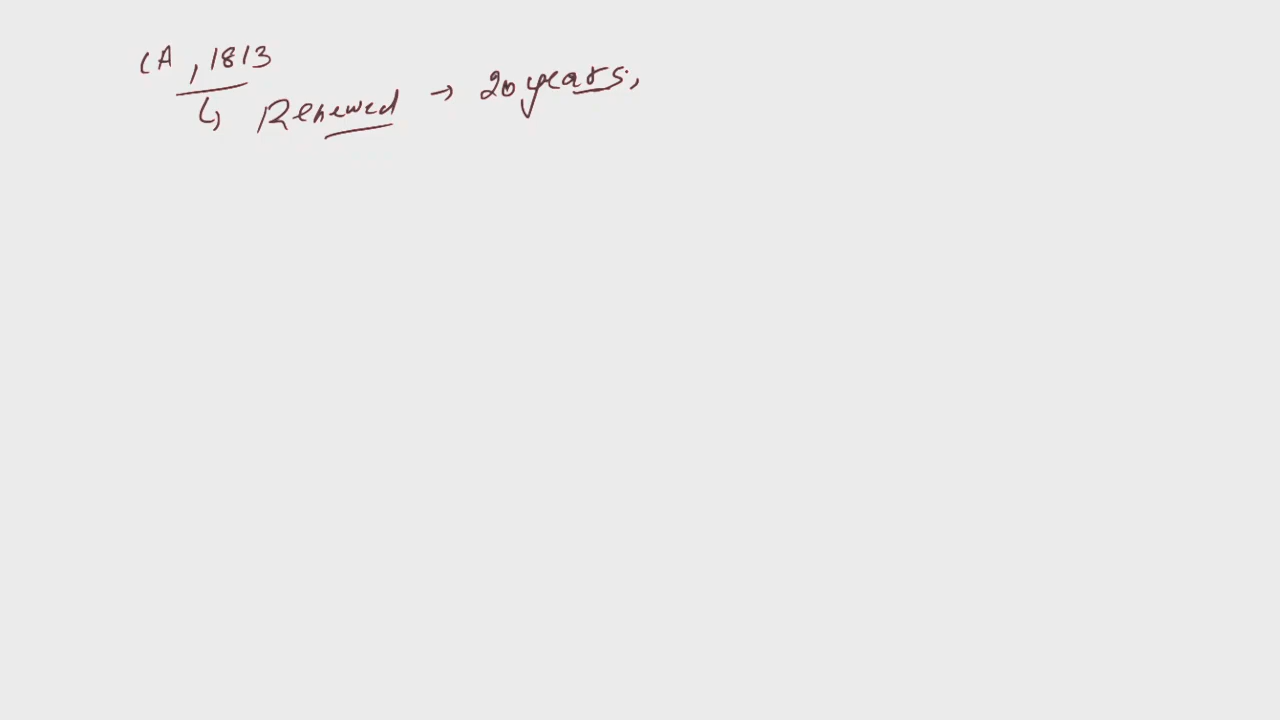 CA, 1813
↳ Renewed → 20 years,